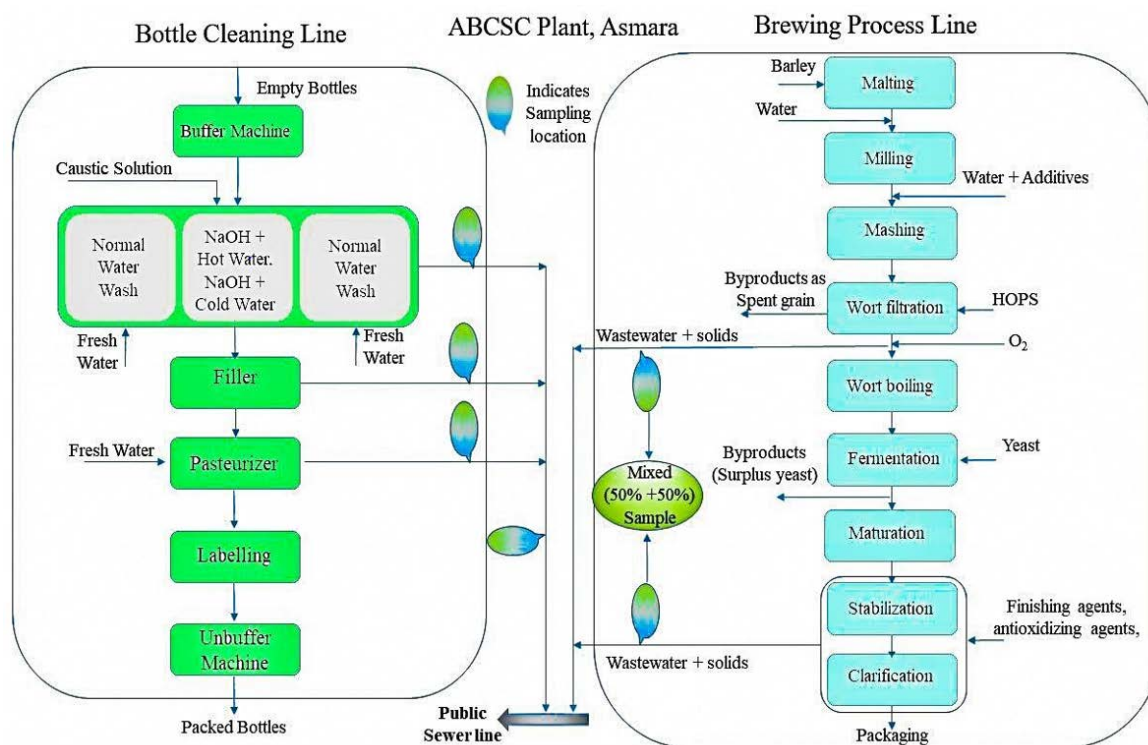 Bottle Cleaning Line
ABCSC Plant, Asmara
Brewing Process Line
Empty Bottles
Buffer Machine
Caustic Solution
Normal
Water
Wash
NaOH +
Hot Water.
NaOH +
Cold Water
Normal
Water
Wash
Fresh
Water
Fresh
Water
Filler
Fresh Water
Pasteurizer
Labelling
Unbuffer
Machine
Packed Bottles
Indicates
Sampling
location
Public
Sewer line
Barley
Malting
Water
Milling
Water + Additives
Mashing
Byproducts as
Spent grain
Wort filtration
HOPS
Wastewater + solids
O₂
Wort boiling
Yeast
Fermentation
Byproducts
(Surplus yeast)
Mixed
(50% +50%)
Sample
Maturation
Stabilization
Finishing agents,
antioxidizing agents,
Clarification
Wastewater + solids
Packaging